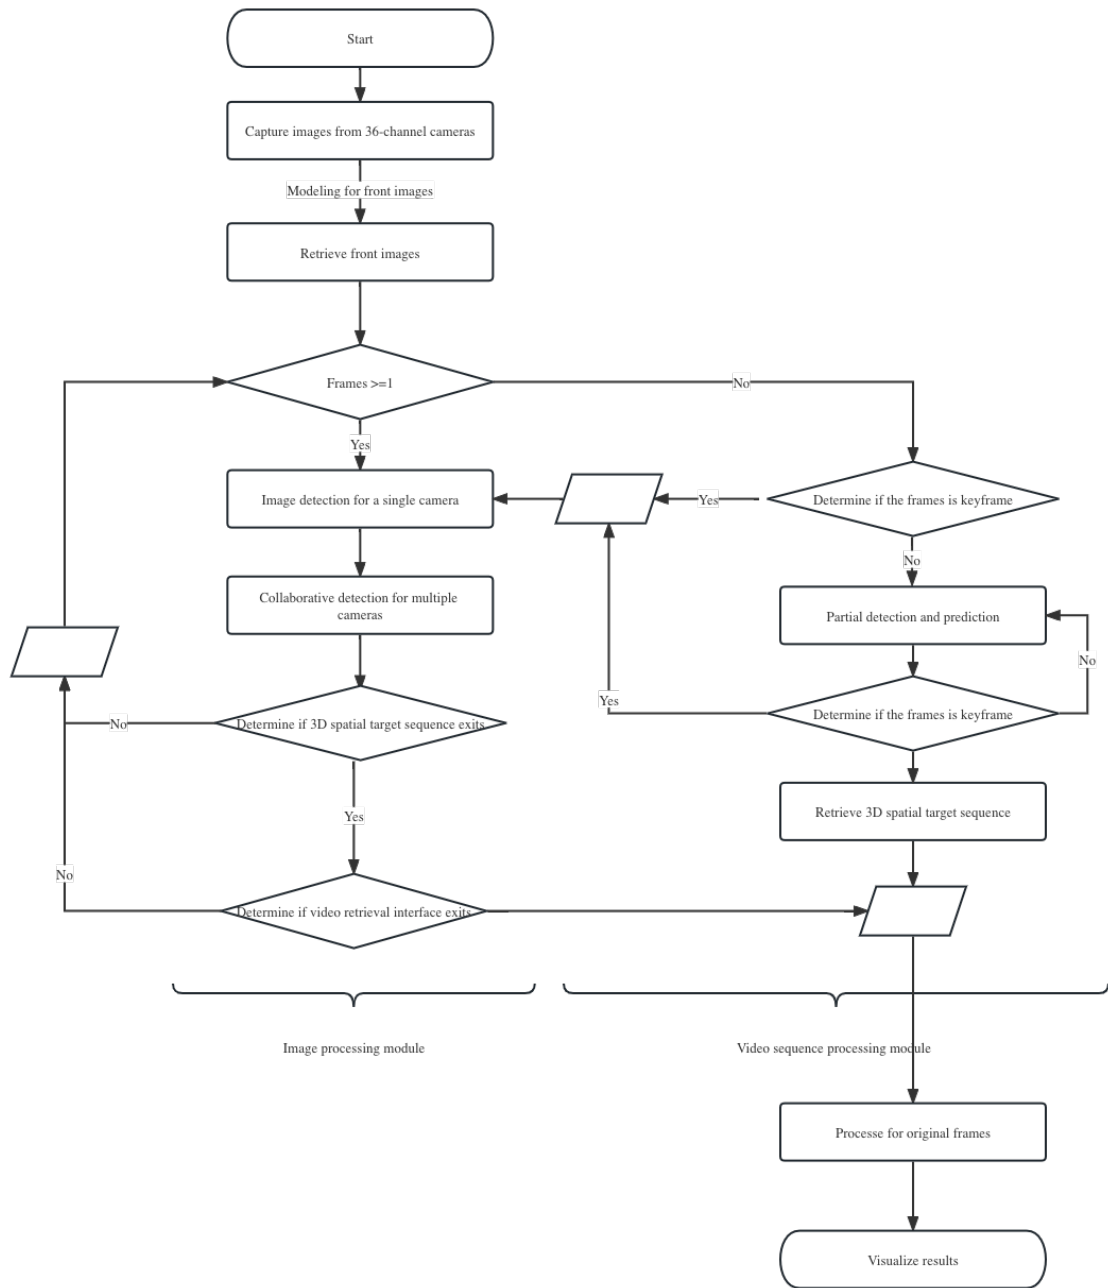 Start
Capture images from 36-channel cameras
Modeling for front images
Retrieve front images
Frames >=1
No
Yes
Image detection for a single camera
Yes
Determine if the frames is keyframe
No
Collaborative detection for multiple
cameras
Partial detection and prediction
No
Yes
Determine if 3D spatial target sequence exits
No
Determine if the frames is keyframe
Yes
Retrieve 3D spatial target sequence
No
Determine if video retrieval interface exits
Image processing module
Video sequence processing module
Processe for original frames
Visualize results